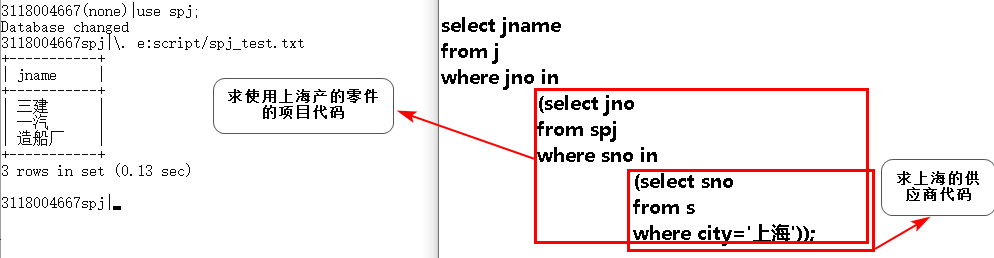 3118004667(none)|use spj;
Database changed
3118004667spj|\. e:script/spj_test.txt
+-----------+
| jname     |
+-----------+
| 三建      |
| 一汽      |
| 造船厂    |
+-----------+
3 rows in set (0.13 sec)
3118004667spj|
求使用上海产的零件
的项目代码
select jname
from j
where jno in
(select jno
from spj
where sno in
(select sno
from s
where city='上海'));
求上海的供
应商代码